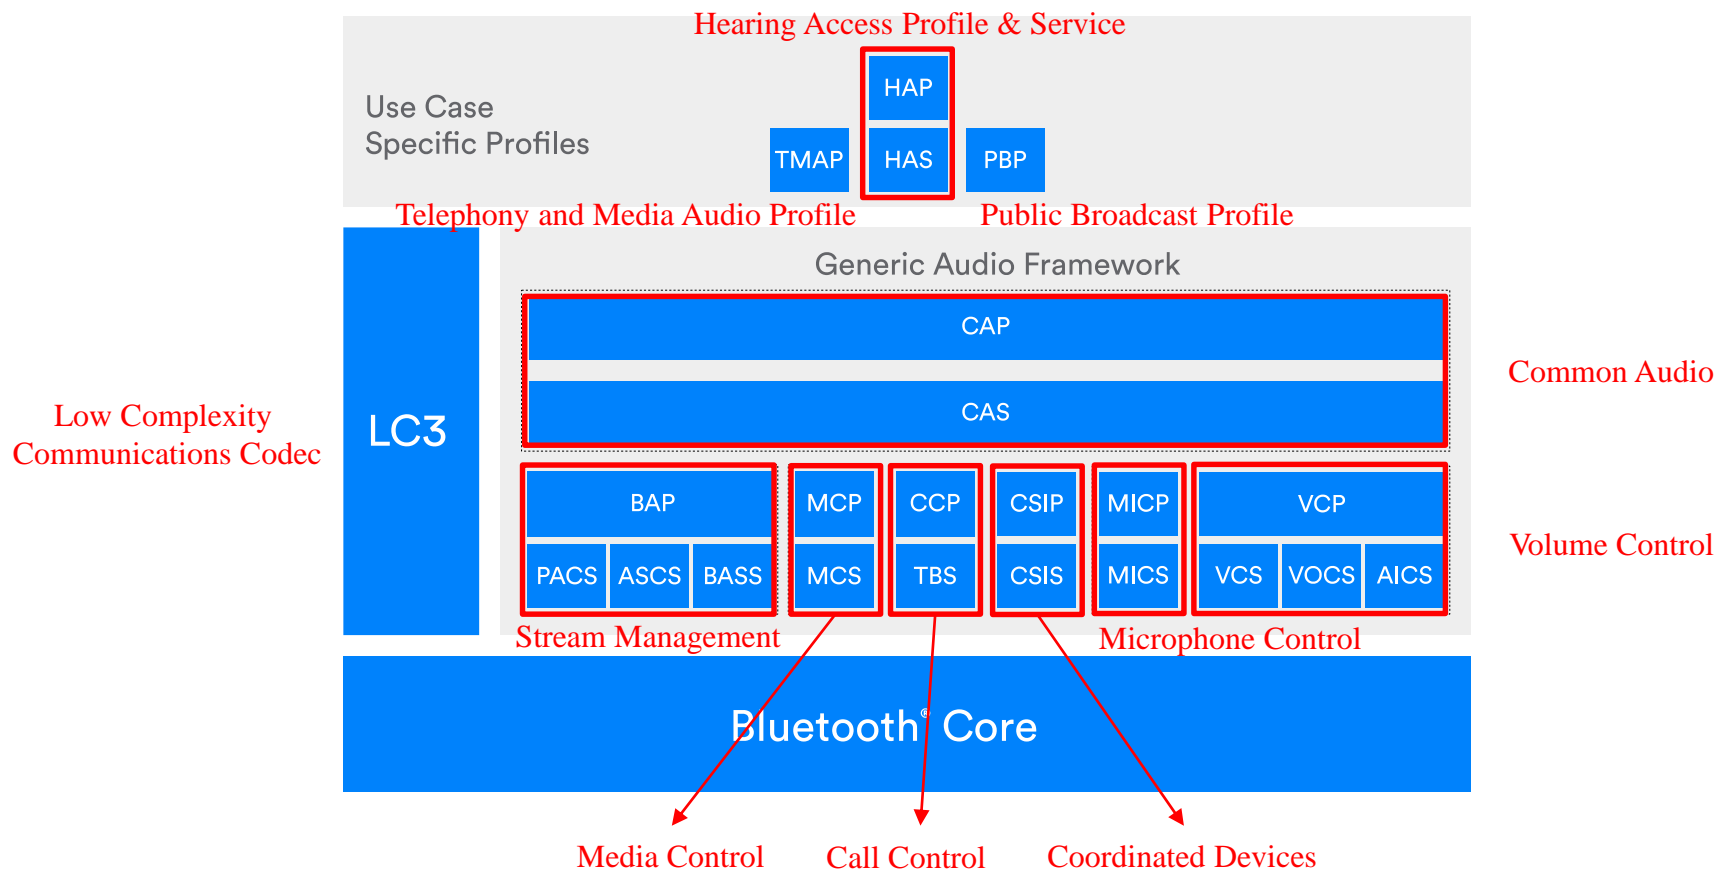 Hearing Access Profile & Service
HAP
Use Case
Specific Profiles
TMAP
HAS
PBP
Telephony and Media Audio Profile
Public Broadcast Profile
Generic Audio Framework
CAP
Common Audio
CAS
Low Complexity
Communications Codec
LC3
BAP
MCP
CCP
CSIP
MICP
VCP
Volume Control
PACS
ASCS
BASS
MCS
TBS
CSIS
MICS
VCS
VOCS
AICS
Stream Management
Microphone Control
Bluetooth® Core
Media Control
Call Control
Coordinated Devices